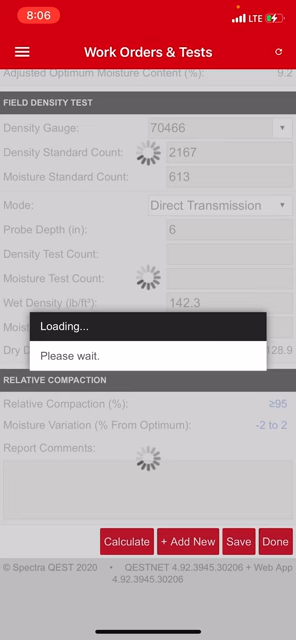 8:06
LTE
Work Orders & Tests
Adjusted Optimum Moisture Content (%): 9.2
FIELD DENSITY TEST
Density Gauge: 70466
Density Standard Count: 2167
Moisture Standard Count: 613
Mode: Direct Transmission
Probe Depth (in): 6
Density Test Count:
Moisture Test Count:
Wet Density (lb/ft³): 142.3
Loading...
Please wait.
Moist
Dry D 128.9
RELATIVE COMPACTION
Relative Compaction (%): ≥95
Moisture Variation (% From Optimum): -2 to 2
Report Comments:
Calculate + Add New Save Done
© Spectra QEST 2020 • QESTNET 4.92.3945.30206 + Web App
4.92.3945.30206